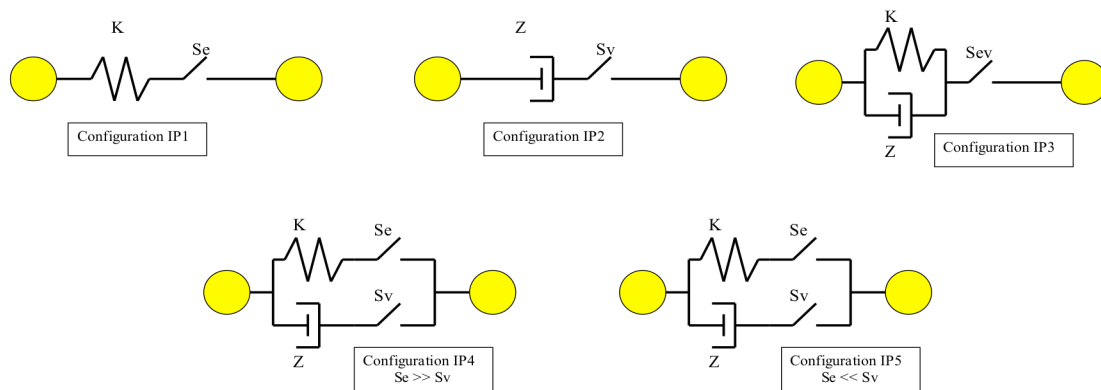 K
Se
Configuration IP1
Z
Sv
Configuration IP2
K
Sev
Z
Configuration IP3
K
Se
Sv
Z
Configuration IP4
Se >> Sv
K
Se
Sv
Z
Configuration IP5
Se << Sv